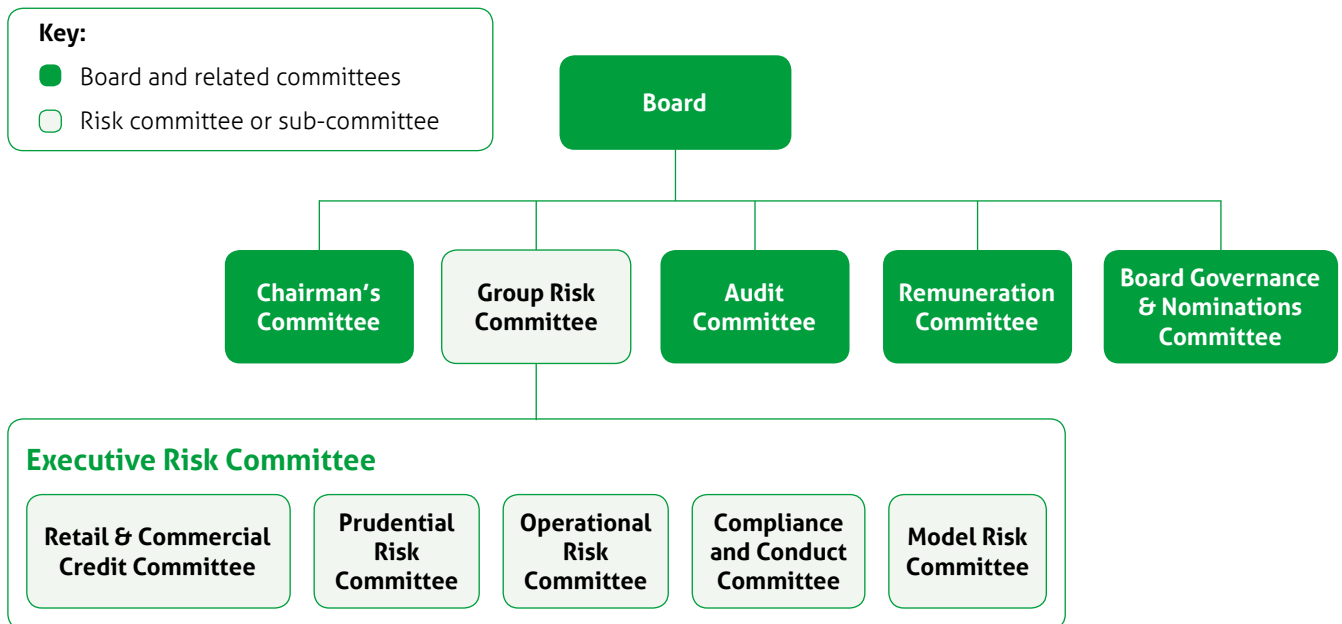 Key:
Board and related committees
Risk committee or sub-committee
Board
Chairman’s
Committee
Group Risk
Committee
Audit
Committee
Remuneration
Committee
Board Governance
& Nominations
Committee
Executive Risk Committee
Retail & Commercial
Credit Committee
Prudential
Risk
Committee
Operational
Risk
Committee
Compliance
and Conduct
Committee
Model Risk
Committee